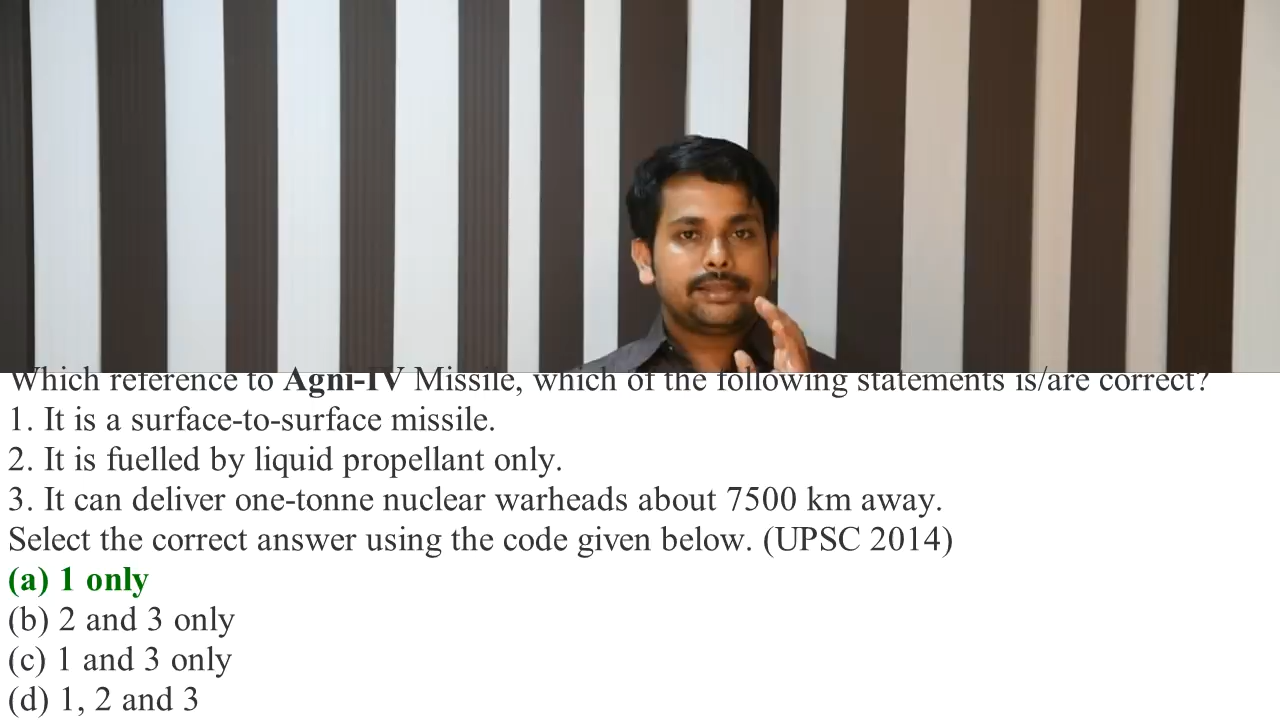 Which reference to Agni-IV Missile, which of the following statements is/are correct?
1. It is a surface-to-surface missile.
2. It is fuelled by liquid propellant only.
3. It can deliver one-tonne nuclear warheads about 7500 km away.
Select the correct answer using the code given below. (UPSC 2014)
(a) 1 only
(b) 2 and 3 only
(c) 1 and 3 only
(d) 1, 2 and 3